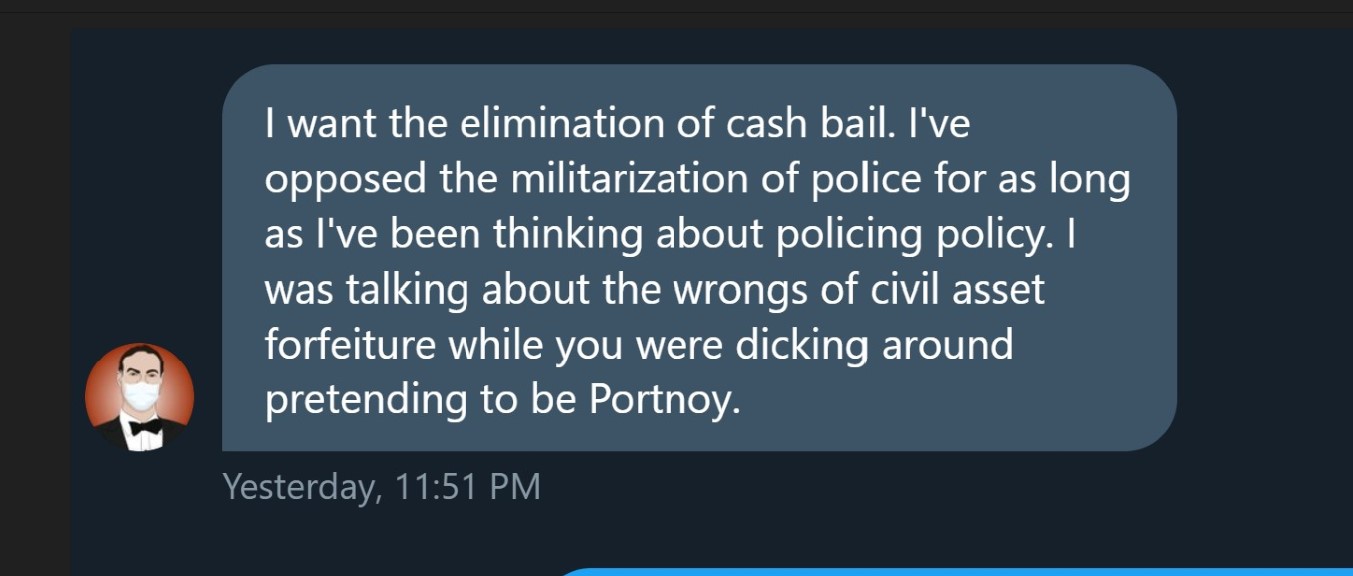 I want the elimination of cash bail. I've
opposed the militarization of police for as long
as I've been thinking about policing policy. I
was talking about the wrongs of civil asset
forfeiture while you were dicking around
pretending to be Portnoy.
Yesterday, 11:51 PM